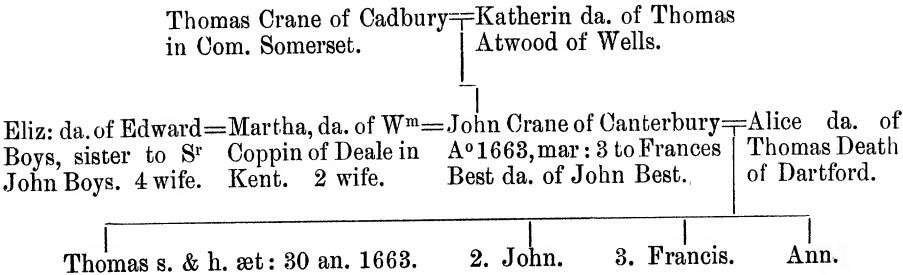 Thomas Crane of Cadbury=Katherin da. of Thomas
in Com. Somerset. Atwood of Wells.
Eliz: da. of Edward=Martha, da. of Wm=John Crane of Canterbury=Alice da. of
Boys, sister to Sr Coppin of Deale in Ao 1663, mar: 3 to Frances Thomas Death
John Boys. 4 wife. Kent. 2 wife. Best da. of John Best. of Dartford.
Thomas s. & h. æt: 30 an. 1663. 2. John. 3. Francis. Ann.